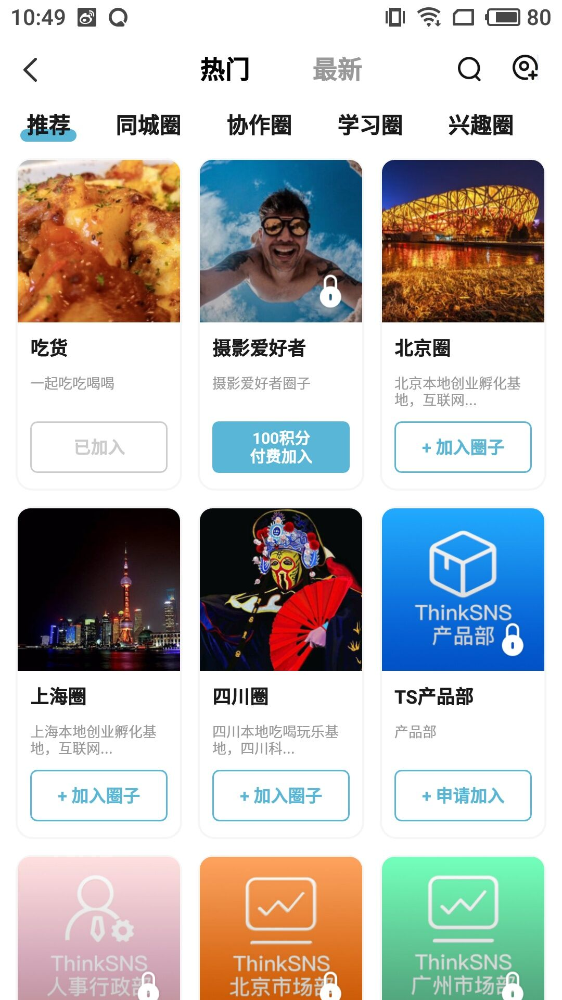 10:49
80
热门 最新
推荐 同城圈 协作圈 学习圈 兴趣圈
吃货 摄影爱好者 北京圈
一起吃吃喝喝 摄影爱好者圈子 北京本地创业孵化基
地，互联网...
已加入 100积分 + 加入圈子
付费加入
ThinkSNS
产品部
上海圈 四川圈 TS产品部
上海本地创业孵化基 四川本地吃喝玩乐基 产品部
地，互联网... 地，四川科...
+ 加入圈子 + 加入圈子 + 申请加入
ThinkSNS ThinkSNS ThinkSNS
人事行政部 北京市场部 广州市场部